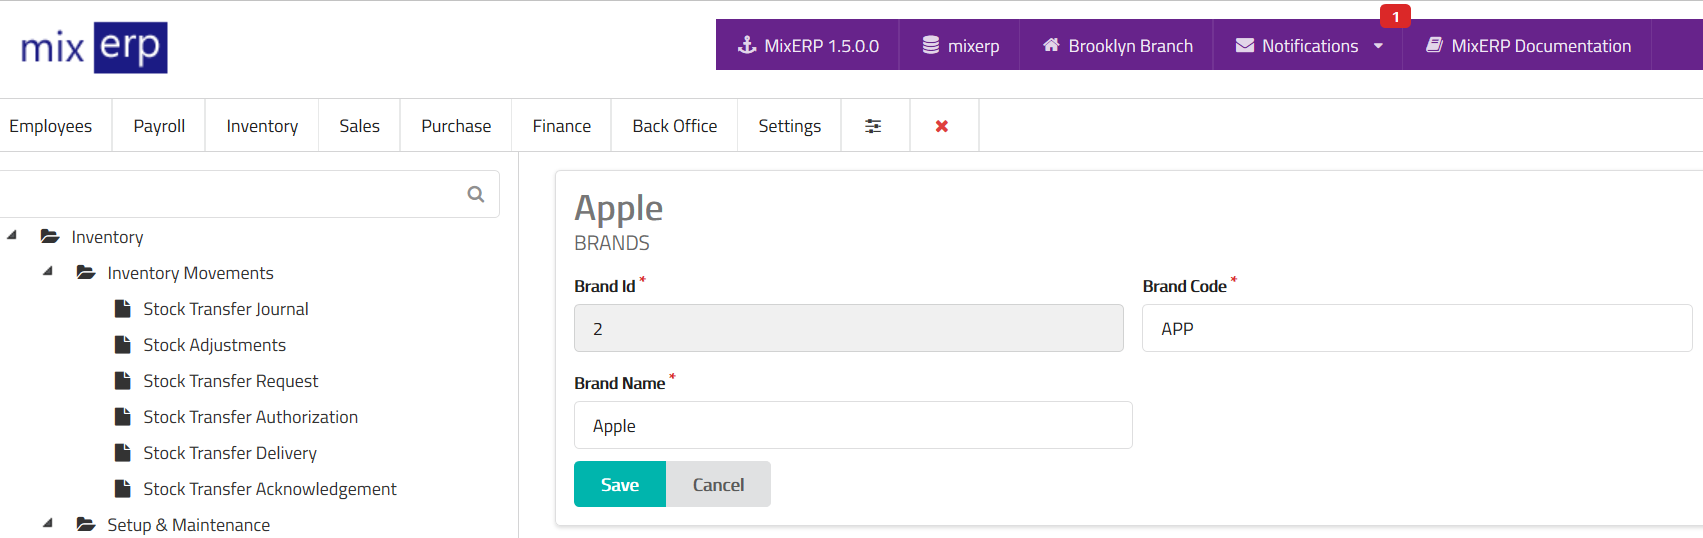 1
mix erp MixERP 1.5.0.0 mixerp Brooklyn Branch Notifications MixERP Documentation
Employees Payroll Inventory Sales Purchase Finance Back Office Settings
Apple
BRANDS
Inventory
Inventory Movements
Stock Transfer Journal
Stock Adjustments
Stock Transfer Request
Stock Transfer Authorization
Stock Transfer Delivery
Stock Transfer Acknowledgement
Setup & Maintenance
Brand Id * Brand Code *
2 APP
Brand Name *
Apple
Save Cancel